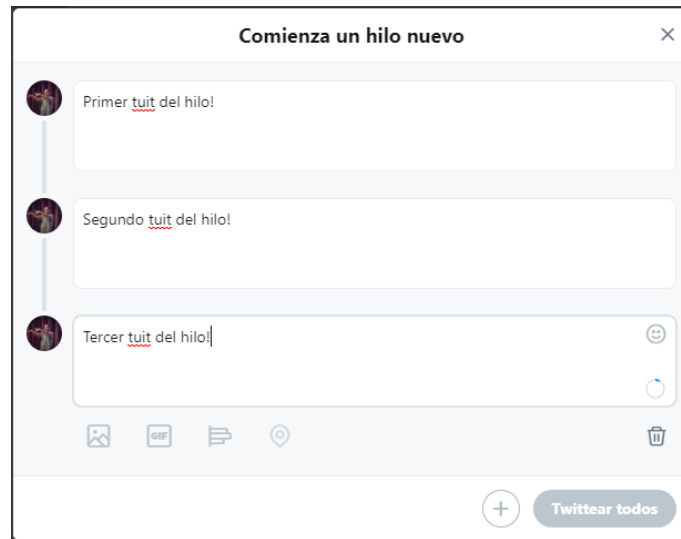 Comienza un hilo nuevo
Primer tuit del hilo!
Segundo tuit del hilo!
Tercer tuit del hilo!
GIF
Twittear todos